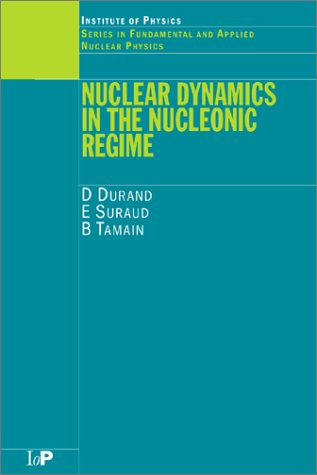 INSTITUTE OF PHYSICS
SERIES IN FUNDAMENTAL AND APPLIED
NUCLEAR PHYSICS
NUCLEAR DYNAMICS
IN THE NUCLEONIC
REGIME
D DURAND
E SURAUD
B TAMAIN
IoP